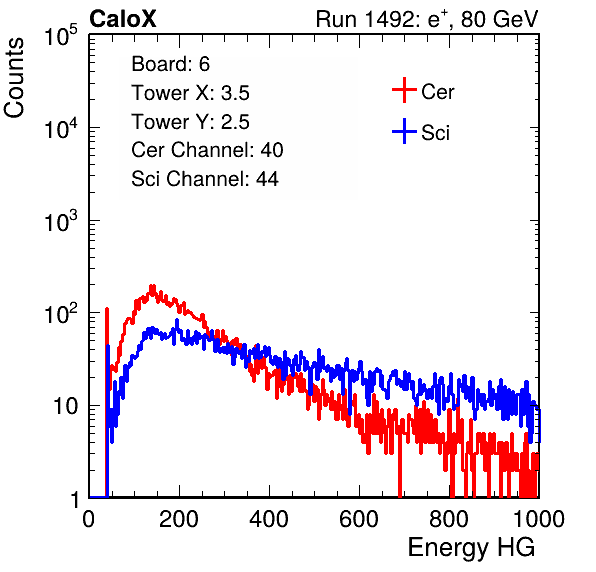 CaloX Run 1492: e⁺, 80 GeV
Counts
Board: 6
Tower X: 3.5
Tower Y: 2.5
Cer Channel: 40
Sci Channel: 44
Cer
Sci
10⁵
10⁴
10³
10²
10
1
0 200 400 600 800 1000
Energy HG